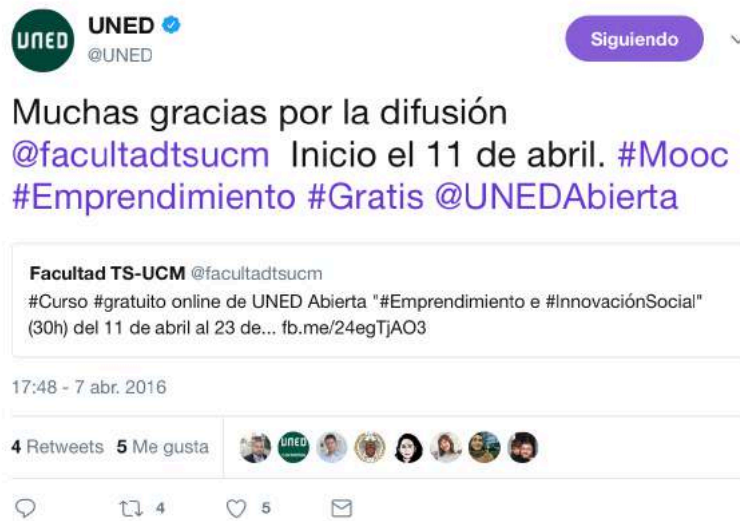 UNED
UNED
@UNED
Siguiendo
Muchas gracias por la difusión
@facultadtsucm Inicio el 11 de abril. #Mooc
#Emprendimiento #Gratis @UNEDAbierta
Facultad TS-UCM @facultadtsucm
#Curso #gratuito online de UNED Abierta "#Emprendimiento e #InnovaciónSocial"
(30h) del 11 de abril al 23 de... fb.me/24egTjAO3
17:48 - 7 abr. 2016
4 Retweets 5 Me gusta
UNED
4 5